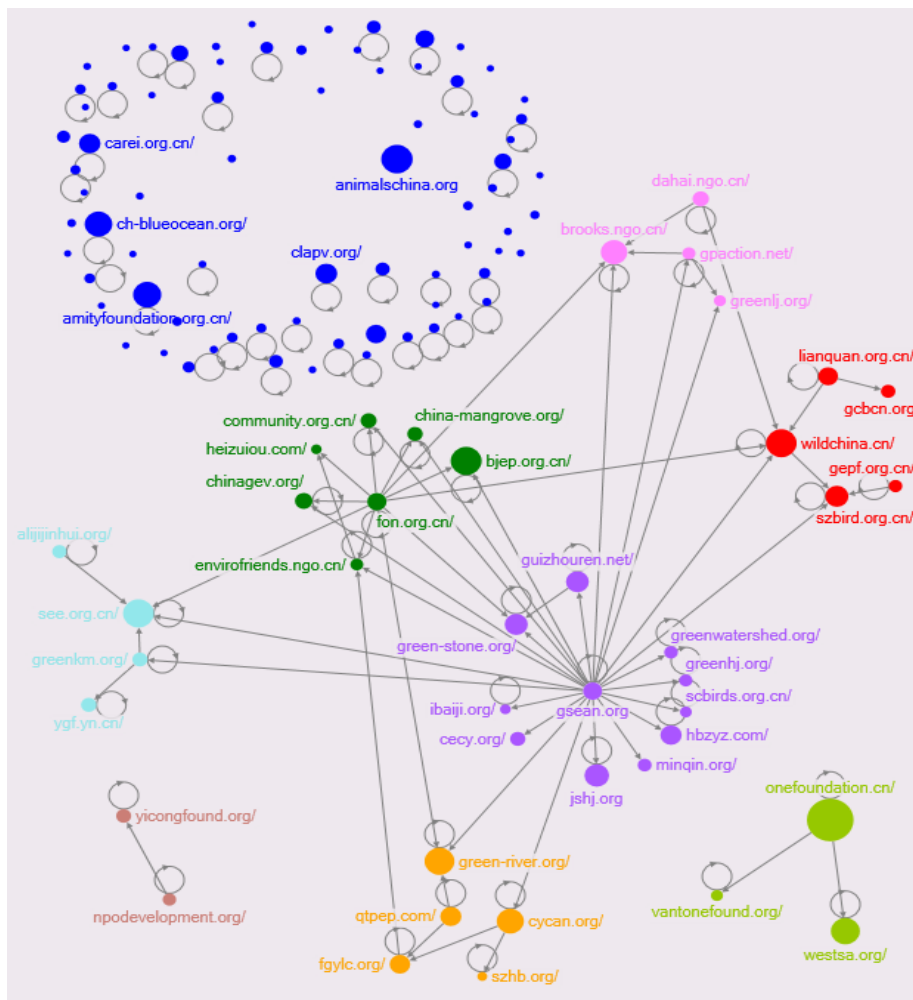 carei.org.cn/
animalschina.org
dahai.ngo.cn/
ch-blueocean.org/
brooks.ngo.cn/
clapv.org/
gpaction.net/
greenlj.org/
amityfoundation.org.cn/
lianquan.org.cn/
gcbcn.org
community.org.cn/
china-mangrove.org/
heizuiou.com/
wildchina.cn/
bjep.org.cn/
gepf.org.cn/
chinagev.org/
fon.org.cn/
szbird.org.cn/
alijijinhui.org/
envirofriends.ngo.cn/
guizhouren.net/
see.org.cn/
green-stone.org/
greenwatershed.org/
greenkm.org/
greenhj.org/
scbirds.org.cn/
ibaiji.org/
gsean.org
ygf.yn.cn/
cecy.org/
hbzyz.com/
minqin.org/
jshj.org
onefoundation.cn/
yicongfound.org/
green-river.org/
npodevelopment.org/
qtpep.com/
cycan.org/
vantonefound.org/
westsa.org/
fgylc.org/
szhb.org/